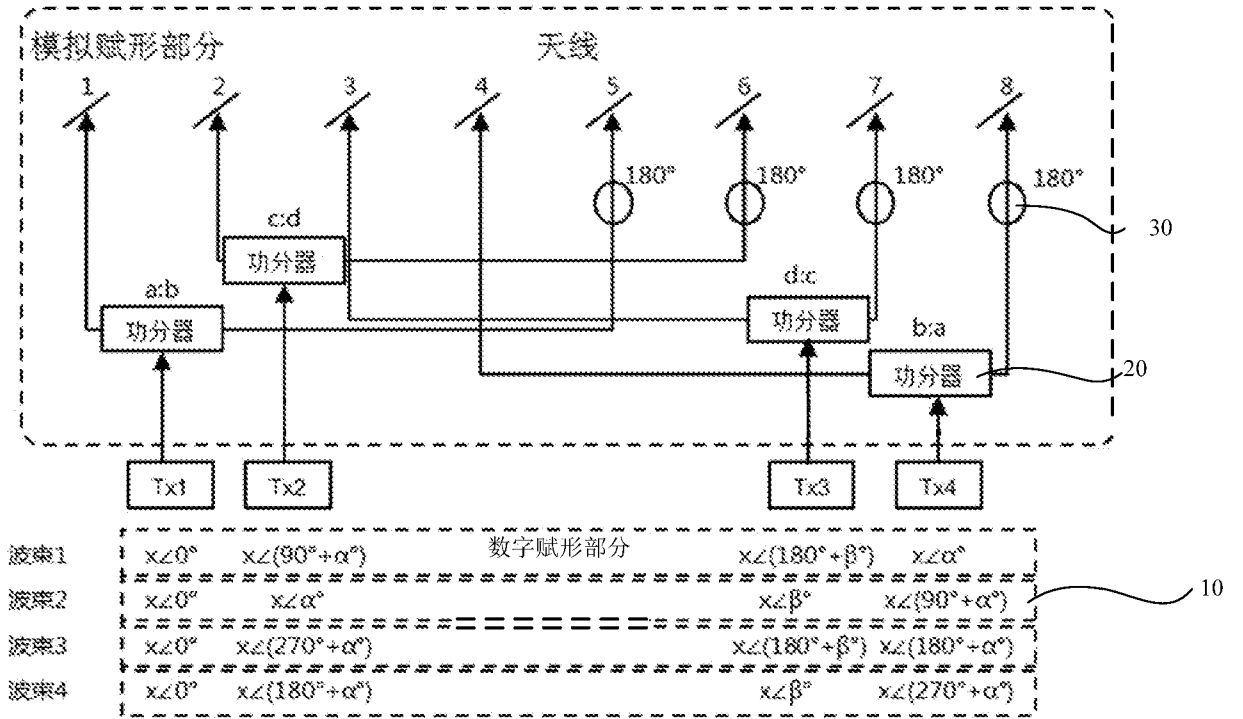 模拟赋形部分 天线
1 2 3 4 5 6 7 8
180° 180° 180° 180°
30
c:d
功分器
a:b
功分器
d:c
功分器
b:a
功分器
20
Tx1 Tx2 Tx3 Tx4
数字赋形部分
波束1 x∠0° x∠(90°+α°) x∠(180°+β°) x∠α°
波束2 x∠0° x∠α° x∠β° x∠(90°+α°)
10
波束3 x∠0° x∠(270°+α°) x∠(180°+β°) x∠(180°+α°)
波束4 x∠0° x∠(180°+α°) x∠β° x∠(270°+α°)